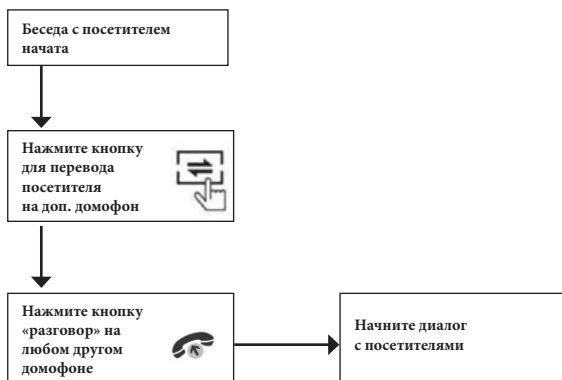 Беседа с посетителем
начата
Нажмите кнопку
для перевода
посетителя
на доп. домофон
Нажмите кнопку
«разговор» на
любом другом
домофоне
Начните диалог
с посетителями